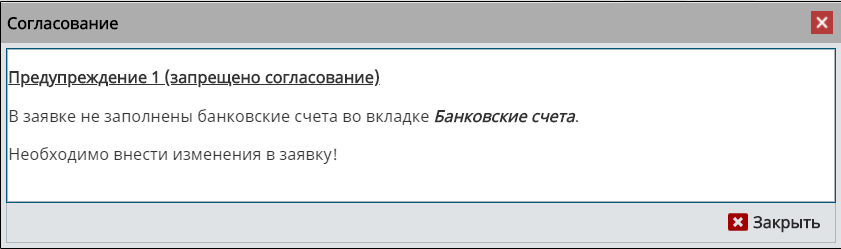 Согласование
Предупреждение 1 (запрещено согласование)
В заявке не заполнены банковские счета во вкладке Банковские счета.
Необходимо внести изменения в заявку!
Закрыть